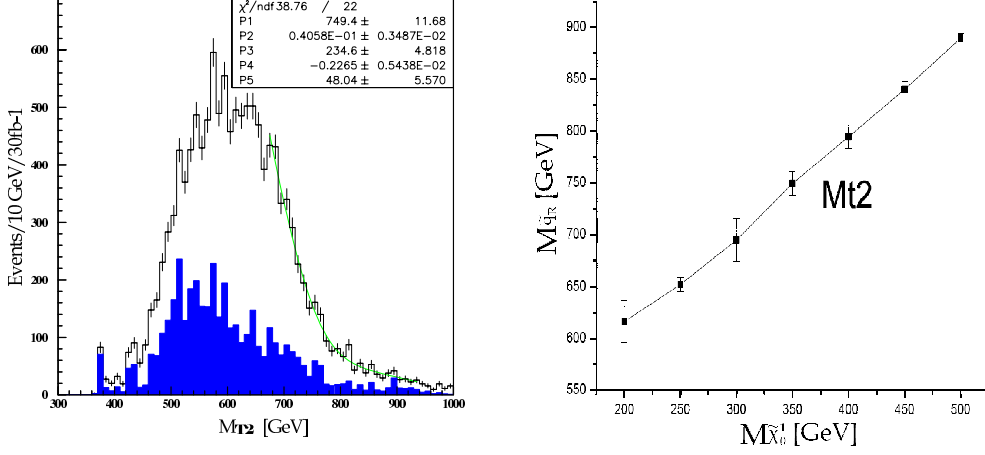 χ²/ndf 38.76 / 22
P1 749.4 ± 11.68
P2 0.4058E-01 ± 0.3487E-02
P3 234.6 ± 4.818
P4 -0.2265 ± 0.5438E-02
P5 48.04 ± 5.570
Events/10 GeV/30fb-1
600
500
400
300
200
100
0
300 400 500 600 700 800 900 1000
MT2 [GeV]
Mq̃R [GeV]
900
850
800
750
700
650
600
550
Mt2
200 250 300 350 400 450 500
Mχ̃₀¹ [GeV]